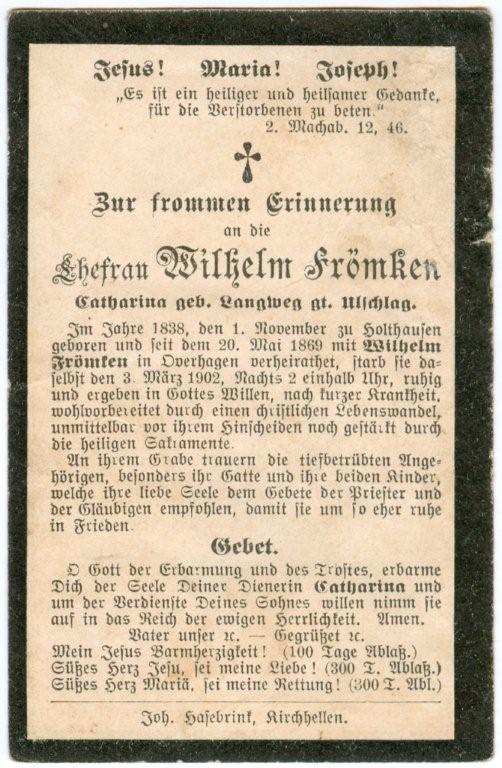 Jesus! Maria! Joseph!
„Es ist ein heiliger und heilsamer Gedanke,
für die Verstorbenen zu beten.“
2. Machab. 12, 46.
Zur frommen Erinnerung
an die
Ehefrau Wilhelm Frömken
Catharina geb. Langweg gt. Ulschlag.
Im Jahre 1838, den 1. November zu Holthausen
geboren und seit dem 20. Mai 1869 mit Wilhelm
Frömken in Overhagen verheirathet, starb sie da-
selbst den 3. März 1902, Nachts 2 einhalb Uhr, ruhig
und ergeben in Gottes Willen, nach kurzer Krankheit,
wohlvorbereitet durch einen christlichen Lebenswandel,
unmittelbar vor ihrem Hinscheiden noch gestärkt durch
die heiligen Sakramente.
An ihrem Grabe trauern die tiefbetrübten Ange-
hörigen, besonders ihr Gatte und ihre beiden Kinder,
welche ihre liebe Seele dem Gebete der Priester und
der Gläubigen empfohlen, damit sie um so eher ruhe
in Frieden.
Gebet.
O Gott der Erbarmung und des Trostes, erbarme
Dich der Seele Deiner Dienerin Catharina und
um der Verdienste Deines Sohnes willen nimm sie
auf in das Reich der ewigen Herrlichkeit. Amen.
Vater unser ꝛc. — Gegrüßet ꝛc.
Mein Jesus Barmherzigkeit! (100 Tage Ablaß.)
Süßes Herz Jesu, sei meine Liebe! (300 T. Ablaß.)
Süßes Herz Mariä, sei meine Rettung! (300 T. Abl.)
Joh. Hasebrink, Kirchhellen.